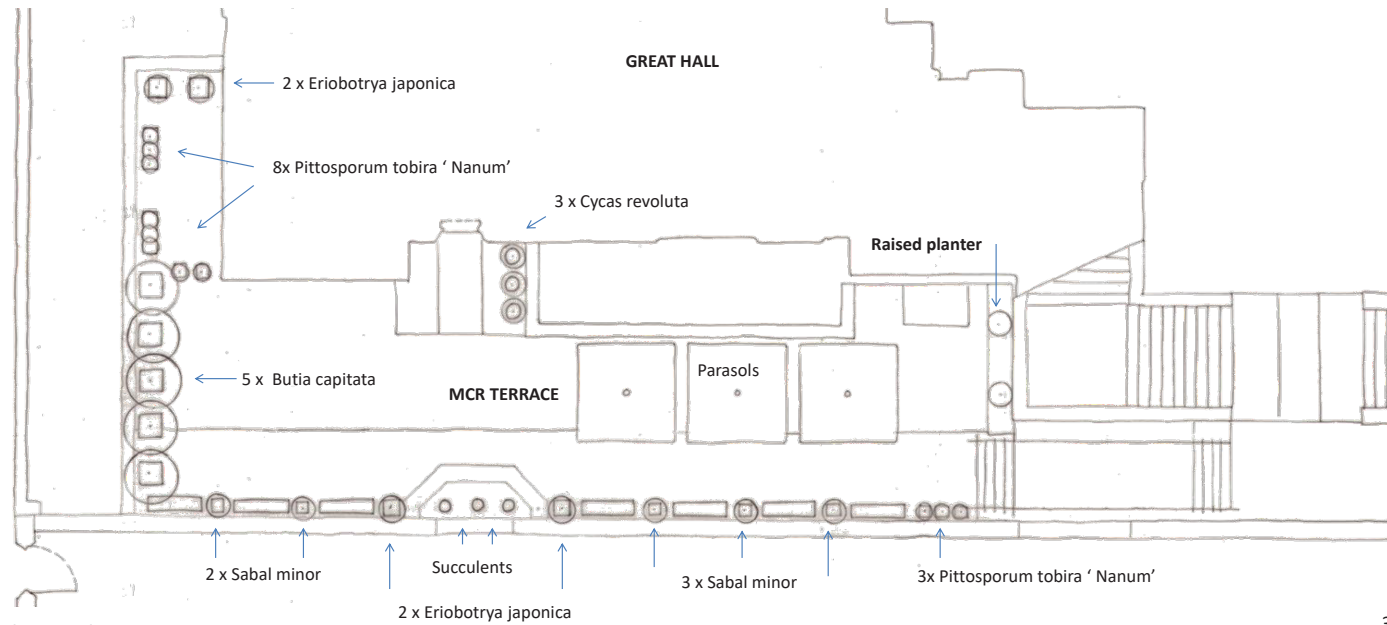 GREAT HALL
2 x Eriobotrya japonica
8x Pittosporum tobira ‘ Nanum’
3 x Cycas revoluta
Raised planter
Parasols
5 x Butia capitata
MCR TERRACE
2 x Sabal minor
Succulents
3 x Sabal minor
3x Pittosporum tobira ‘ Nanum’
2 x Eriobotrya japonica